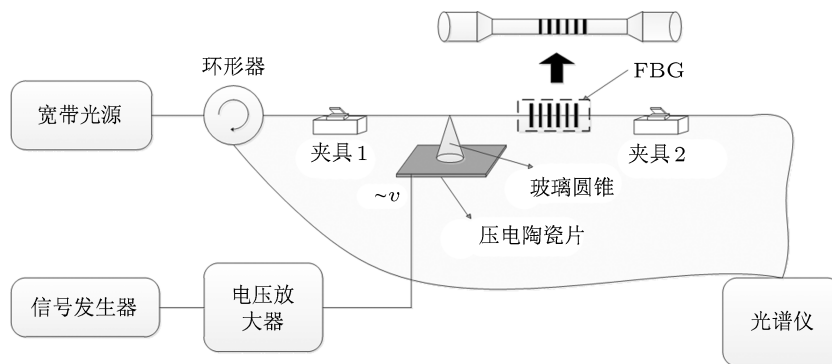 环形器
FBG
宽带光源
夹具1
夹具2
玻璃圆锥
~v
压电陶瓷片
信号发生器
电压放
大器
光谱仪